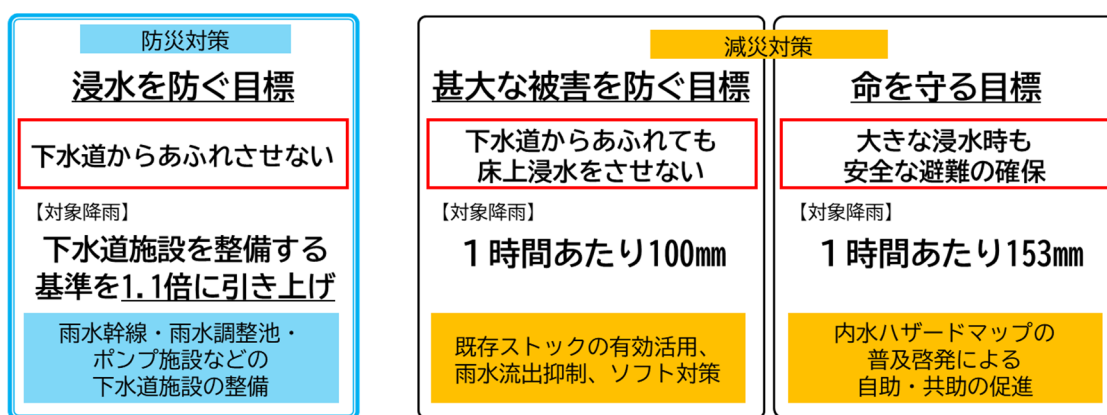 防災対策
浸水を防ぐ目標
下水道からあふれさせない
【対象降雨】
下水道施設を整備する
基準を1.1倍に引き上げ
雨水幹線・雨水調整池・
ポンプ施設などの
下水道施設の整備
減災対策
甚大な被害を防ぐ目標
下水道からあふれても
床上浸水をさせない
【対象降雨】
１時間あたり100㎜
既存ストックの有効活用、
雨水流出抑制、ソフト対策
命を守る目標
大きな浸水時も
安全な避難の確保
【対象降雨】
１時間あたり153㎜
内水ハザードマップの
普及啓発による
自助・共助の促進